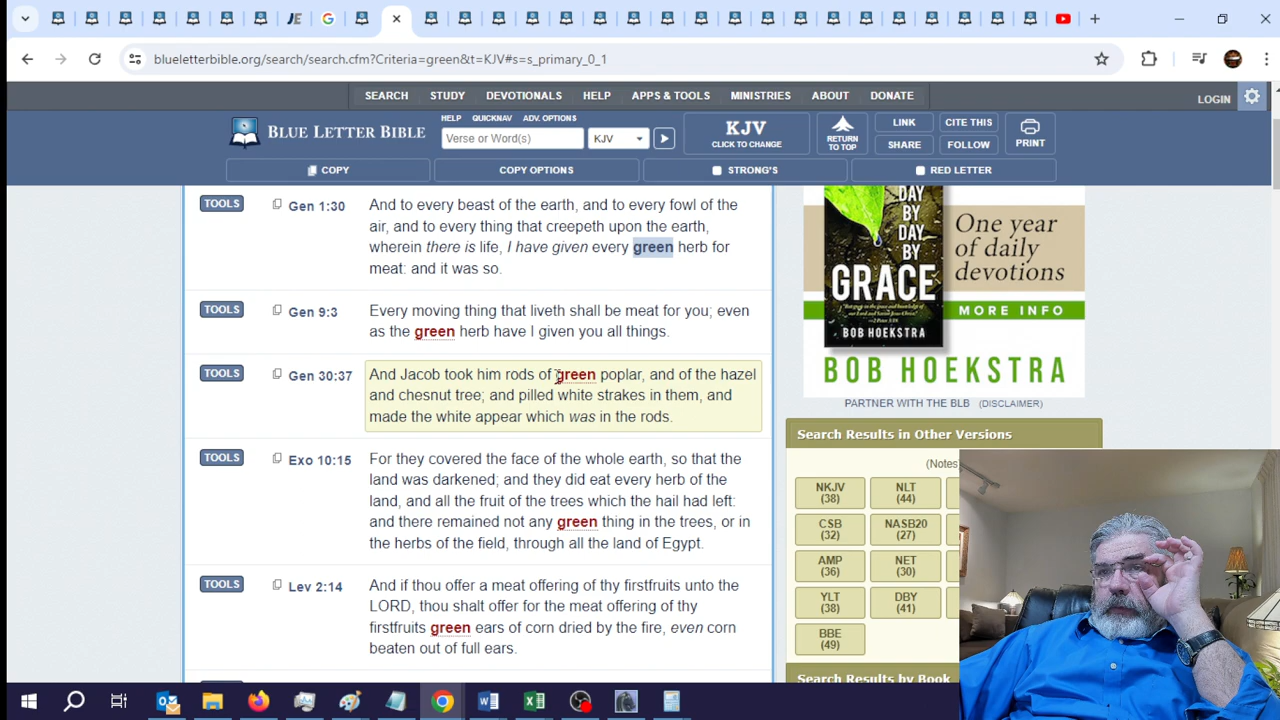 JE
G
blueletterbible.org/search/search.cfm?Criteria=green&t=KJV#s=s_primary_0_1
SEARCH STUDY DEVOTIONALS HELP APPS & TOOLS MINISTRIES ABOUT DONATE
LOGIN
BLUE LETTER BIBLE
HELP QUICKNAV ADV. OPTIONS
Verse or Word(s)
KJV
KJV
CLICK TO CHANGE
RETURN
TO TOP
LINK
CITE THIS
SHARE
FOLLOW
PRINT
COPY
COPY OPTIONS
STRONG'S
RED LETTER
TOOLS
Gen 1:30
And to every beast of the earth, and to every fowl of the
air, and to every thing that creepeth upon the earth,
wherein there is life, I have given every green herb for
meat: and it was so.
TOOLS
Gen 9:3
Every moving thing that liveth shall be meat for you; even
as the green herb have I given you all things.
TOOLS
Gen 30:37
And Jacob took him rods of green poplar, and of the hazel
and chesnut tree; and pilled white strakes in them, and
made the white appear which was in the rods.
TOOLS
Exo 10:15
For they covered the face of the whole earth, so that the
land was darkened; and they did eat every herb of the
land, and all the fruit of the trees which the hail had left:
and there remained not any green thing in the trees, or in
the herbs of the field, through all the land of Egypt.
TOOLS
Lev 2:14
And if thou offer a meat offering of thy firstfruits unto the
LORD, thou shalt offer for the meat offering of thy
firstfruits green ears of corn dried by the fire, even corn
beaten out of full ears.
DAY
BY
DAY
BY
GRACE
BOB HOEKSTRA
One year
of daily
devotions
MORE INFO
BOB HOEKSTRA
PARTNER WITH THE BLB (DISCLAIMER)
Search Results in Other Versions
(Notes
NKJV
(38)
NLT
(44)
CSB
(32)
NASB20
(27)
AMP
(36)
NET
(30)
YLT
(38)
DBY
(41)
BBE
(49)
Search Results by Book